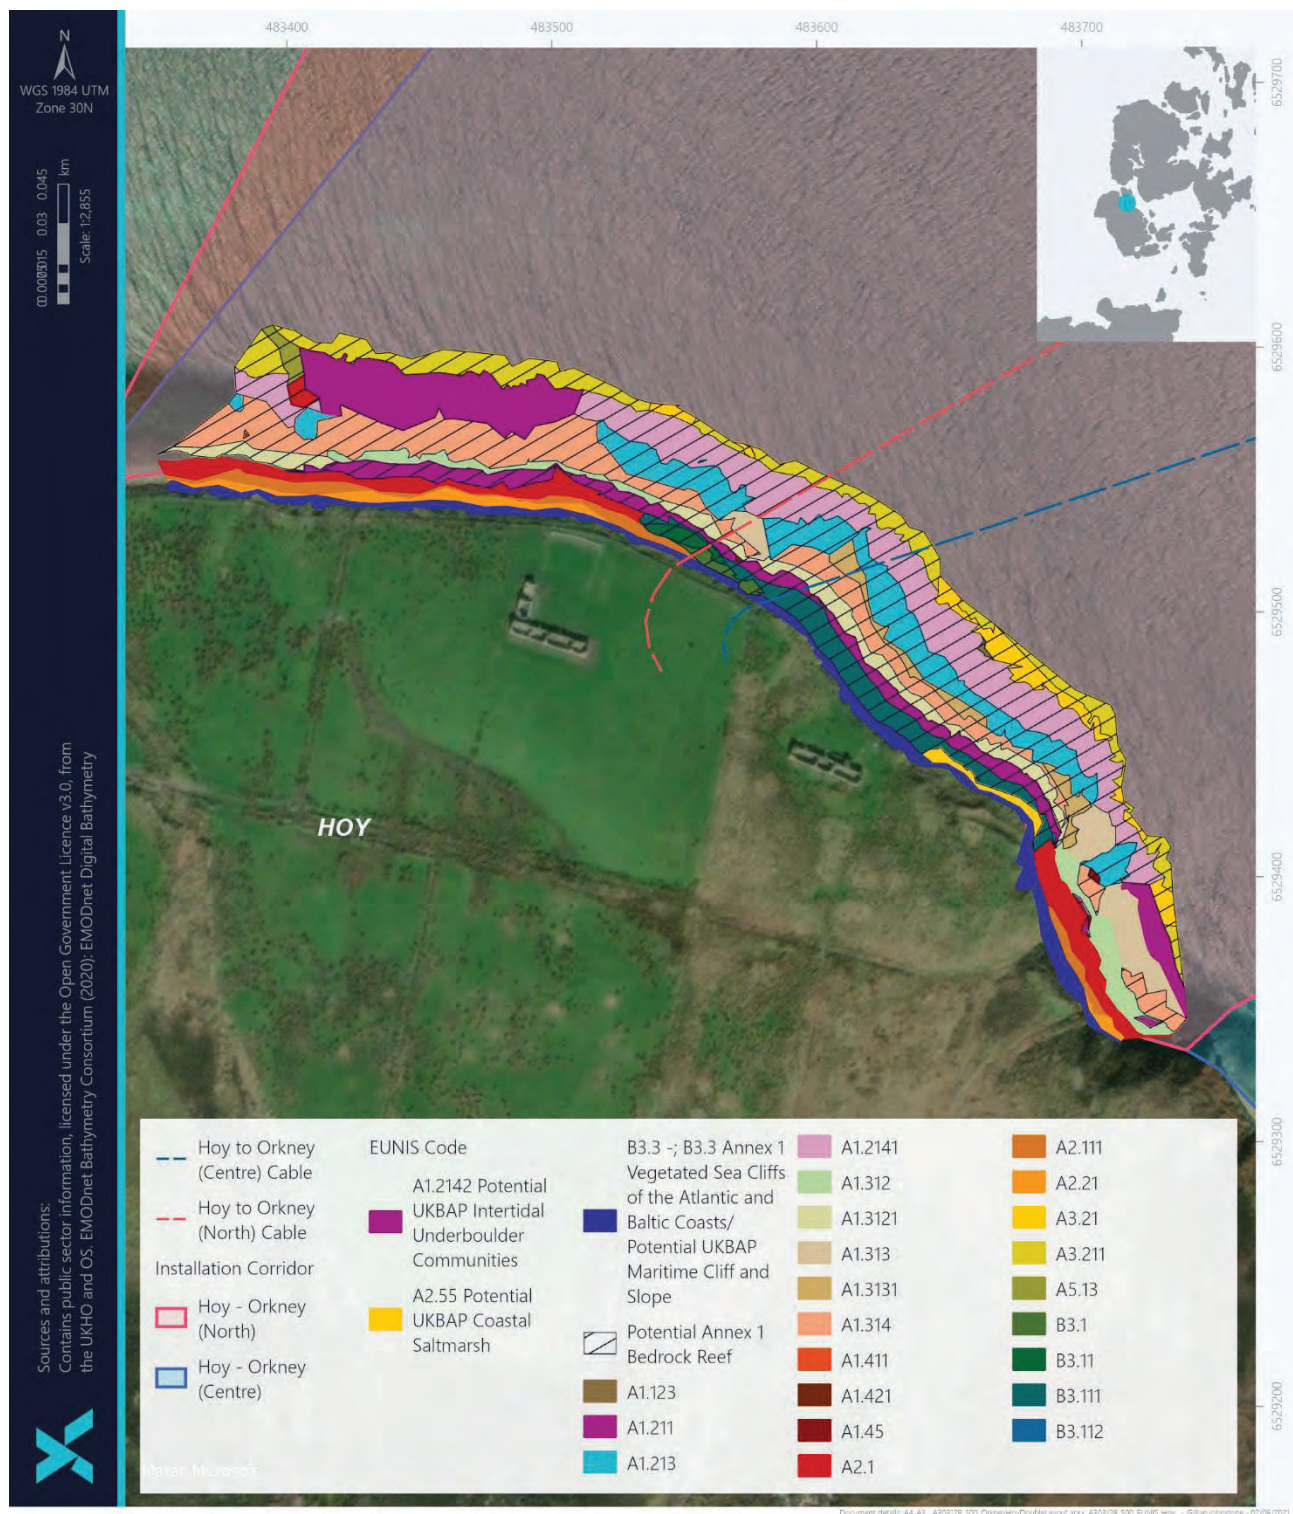 483400
483500
483600
483700
N
WGS 1984 UTM
Zone 30N
0.015 0.03 0.045
km
Scale: 1:2,855
6529700
6529600
6529500
6529400
6529300
6529200
HOY
Sources and attributions:
Contains public sector information, licensed under the Open Government Licence v3.0, from
the UKHO and OS. EMODnet Bathymetry Consortium (2020): EMODnet Digital Bathymetry
Hoy to Orkney
(Centre) Cable
Hoy to Orkney
(North) Cable
Installation Corridor
Hoy - Orkney
(North)
Hoy - Orkney
(Centre)
EUNIS Code
A1.2142 Potential
UKBAP Intertidal
Underboulder
Communities
A2.55 Potential
UKBAP Coastal
Saltmarsh
B3.3 -; B3.3 Annex 1
Vegetated Sea Cliffs
of the Atlantic and
Baltic Coasts/
Potential UKBAP
Maritime Cliff and
Slope
Potential Annex 1
Bedrock Reef
A1.123
A1.211
A1.213
A1.2141
A1.312
A1.3121
A1.313
A1.3131
A1.314
A1.411
A1.421
A1.45
A2.1
A2.111
A2.21
A3.21
A3.211
A5.13
B3.1
B3.11
B3.111
B3.112
Maxar, Microsoft